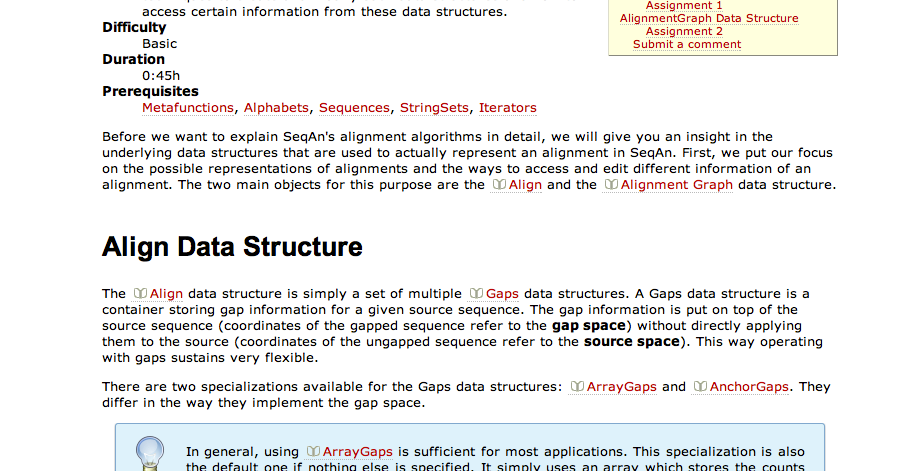 access certain information from these data structures.
Difficulty
Basic
Duration
0:45h
Prerequisites
Metafunctions, Alphabets, Sequences, StringSets, Iterators
Assignment 1
AlignmentGraph Data Structure
Assignment 2
Submit a comment
Before we want to explain SeqAn's alignment algorithms in detail, we will give you an insight in the
underlying data structures that are used to actually represent an alignment in SeqAn. First, we put our focus
on the possible representations of alignments and the ways to access and edit different information of an
alignment. The two main objects for this purpose are the Align and the Alignment Graph data structure.
Align Data Structure
The Align data structure is simply a set of multiple Gaps data structures. A Gaps data structure is a
container storing gap information for a given source sequence. The gap information is put on top of the
source sequence (coordinates of the gapped sequence refer to the gap space) without directly applying
them to the source (coordinates of the ungapped sequence refer to the source space). This way operating
with gaps sustains very flexible.
There are two specializations available for the Gaps data structures: ArrayGaps and AnchorGaps. They
differ in the way they implement the gap space.
In general, using ArrayGaps is sufficient for most applications. This specialization is also
the default one if nothing else is specified. It simply uses an array which stores the counts